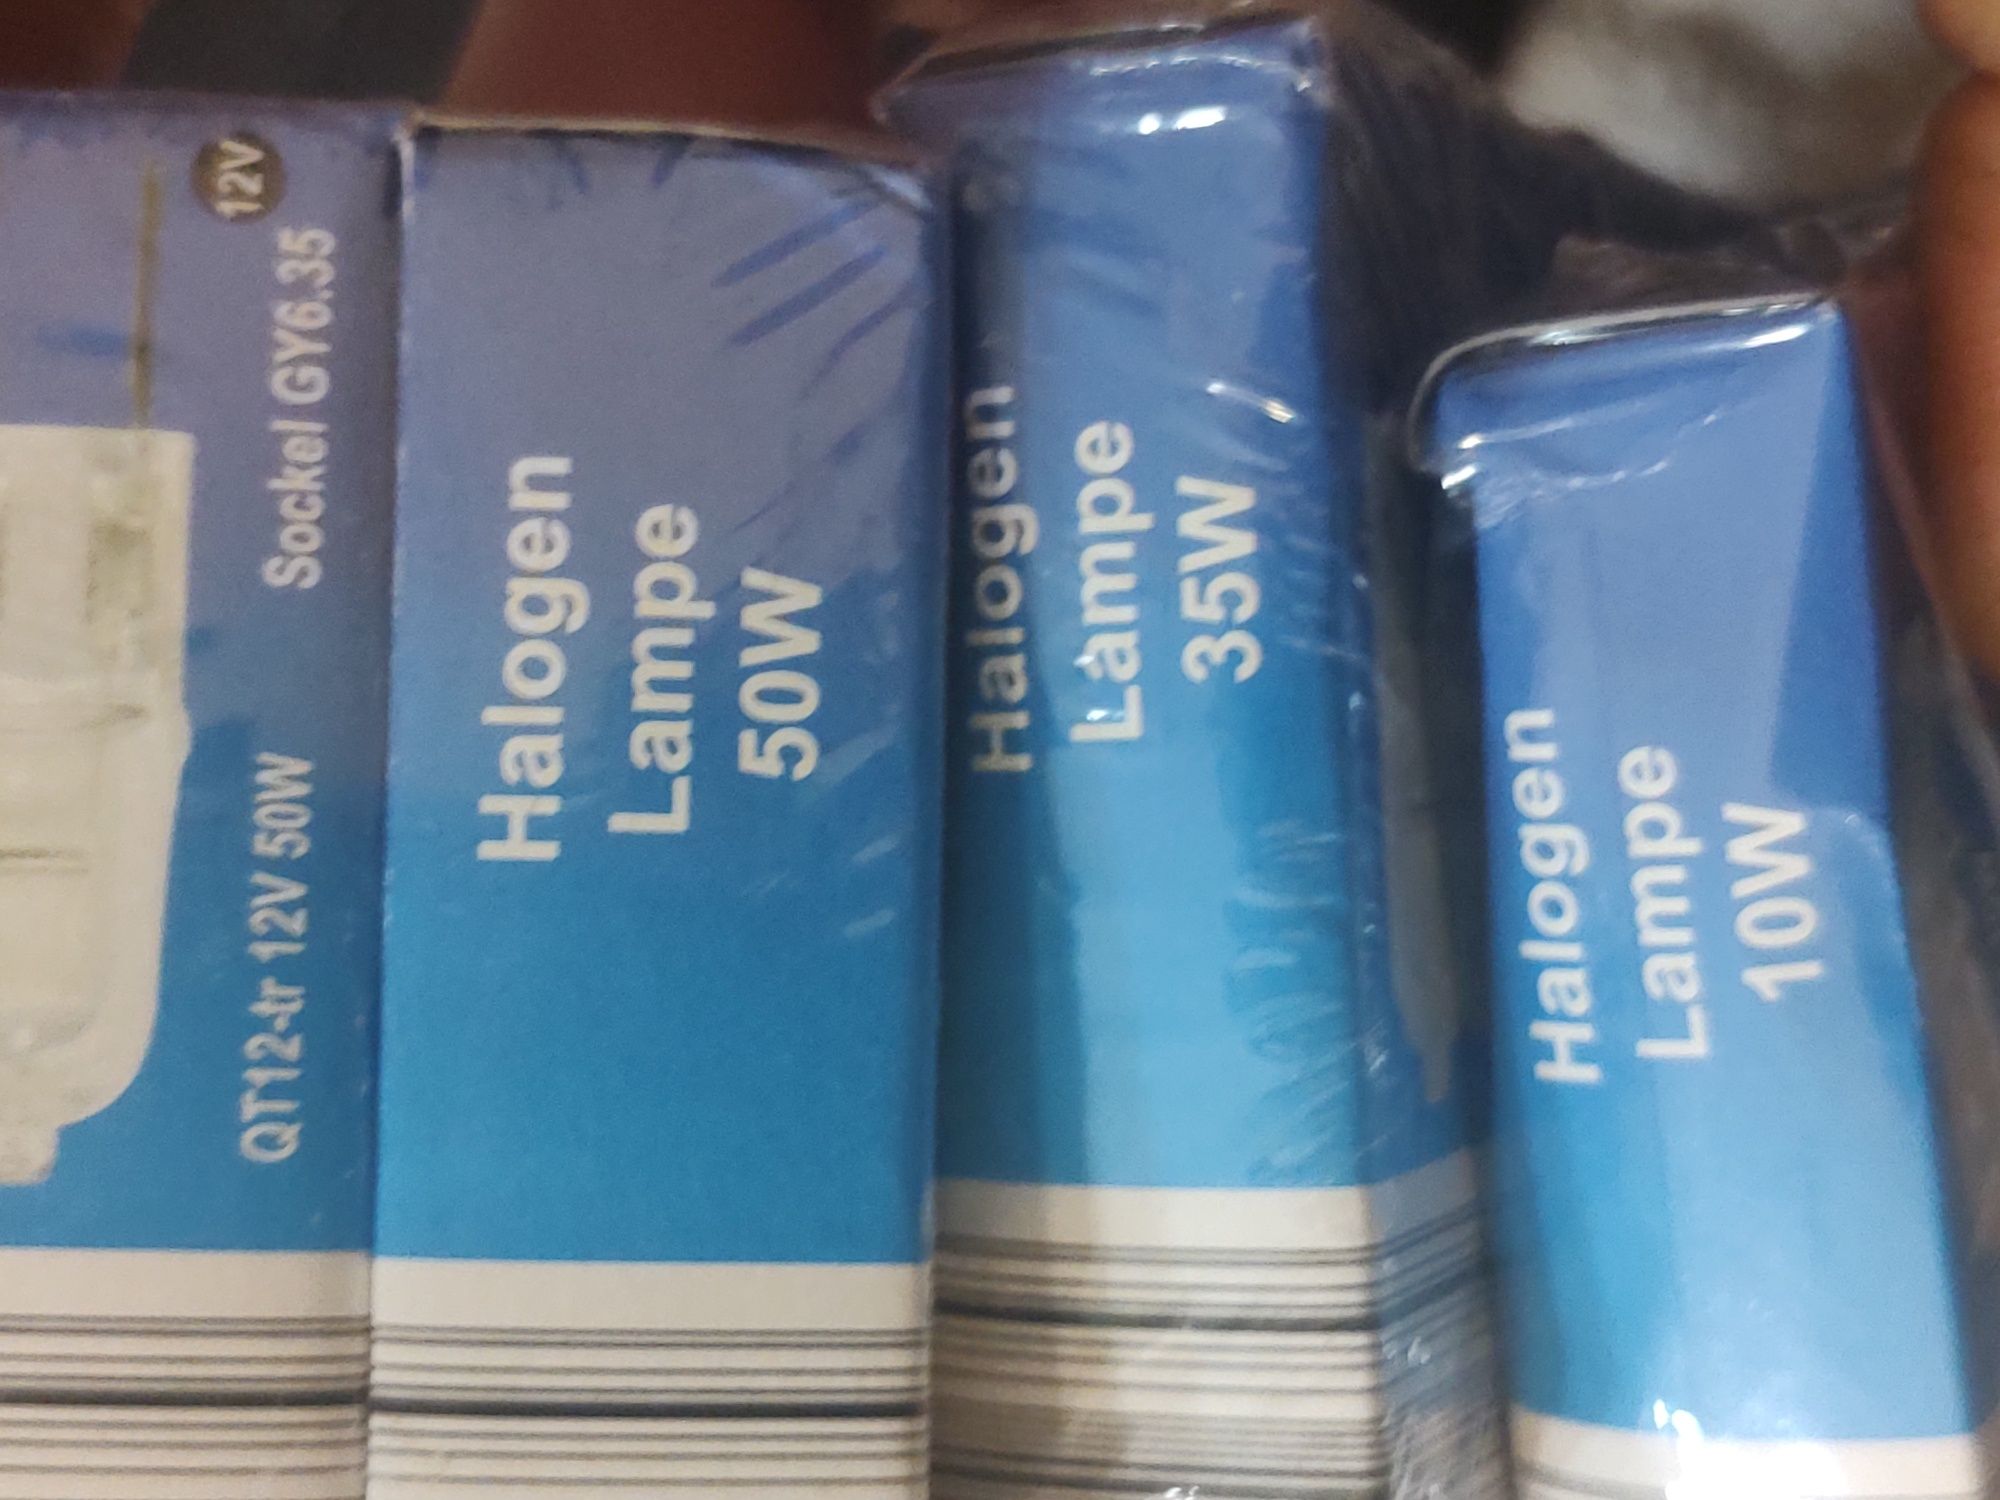 12V
QT12-tr 12V 50W Sockel GY6.35
Halogen
Lampe
50W
Halogen
Lampe
35W
Halogen
Lampe
10W